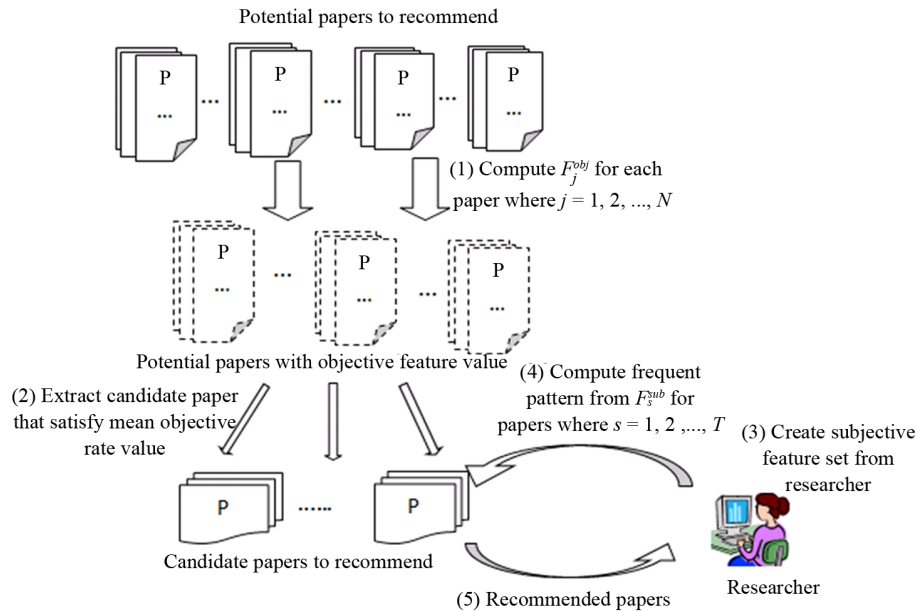 Potential papers to recommend
P P P P
... ... ... ...
... ... ...
(1) Compute F_j^obj for each
paper where j = 1, 2, ..., N
P P P
... ...
... ... ...
Potential papers with objective feature value
(2) Extract candidate paper
that satisfy mean objective
rate value
(4) Compute frequent
pattern from F_s^sub for
papers where s = 1, 2 ,..., T
(3) Create subjective
feature set from
researcher
P ...... P
Candidate papers to recommend
Researcher
(5) Recommended papers